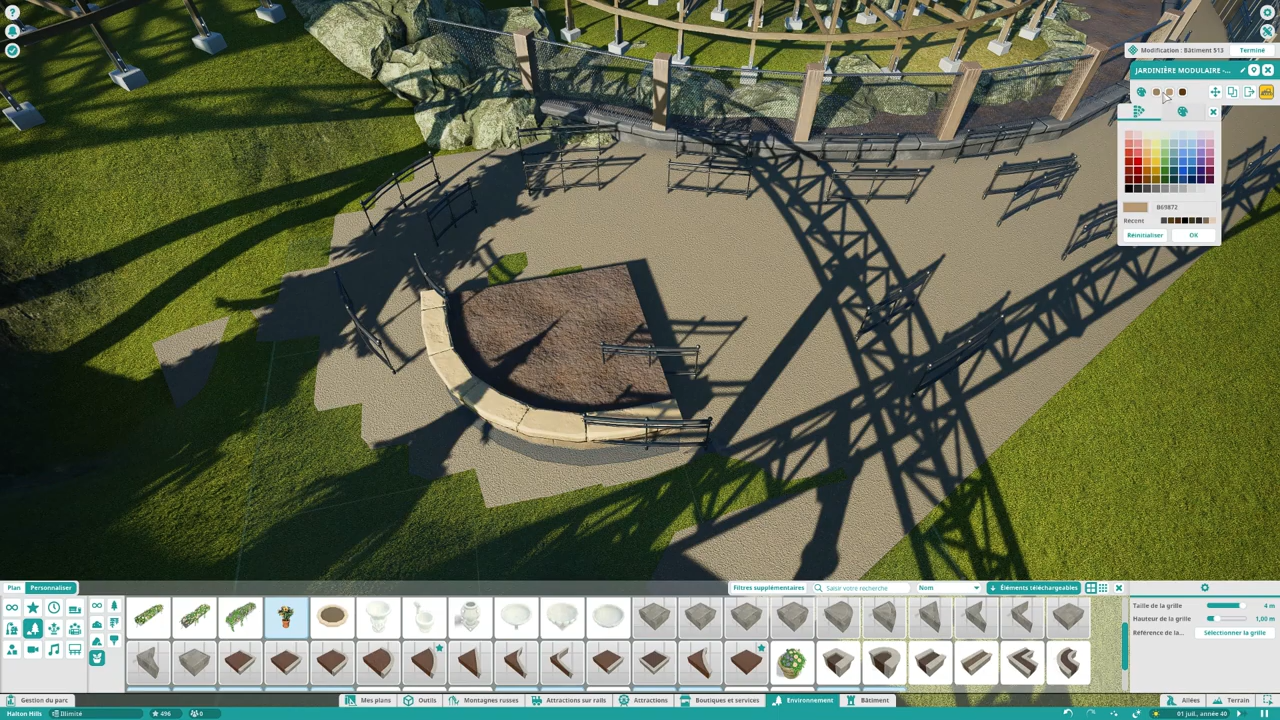 Modification : Bâtiment 513
Terminé
JARDINIÈRE MODULAIRE -...
B69872
Récent
Réinitialiser
OK
Plan
Personnaliser
Filtres supplémentaires
Saisir votre recherche
Nom
Éléments téléchargeables
Taille de la grille
4 m
Hauteur de la grille
1,00 m
Référence de la...
Sélectionner la grille
Gestion du parc
Mes plans
Outils
Montagnes russes
Attractions sur rails
Attractions
Boutiques et services
Environnement
Bâtiment
Allées
Terrain
Halton Hills
Illimité
496
0
01 juil., année 40